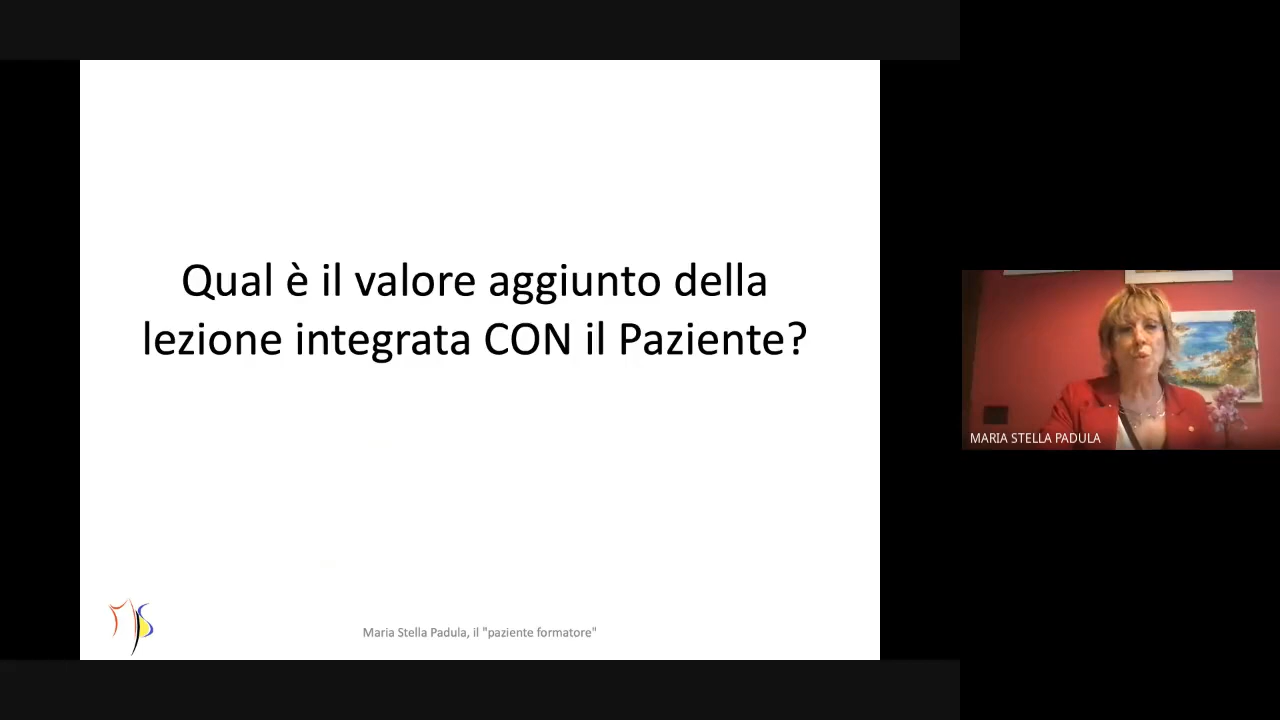 Qual è il valore aggiunto della
lezione integrata CON il Paziente?
MARIA STELLA PADULA
Maria Stella Padula, il "paziente formatore"